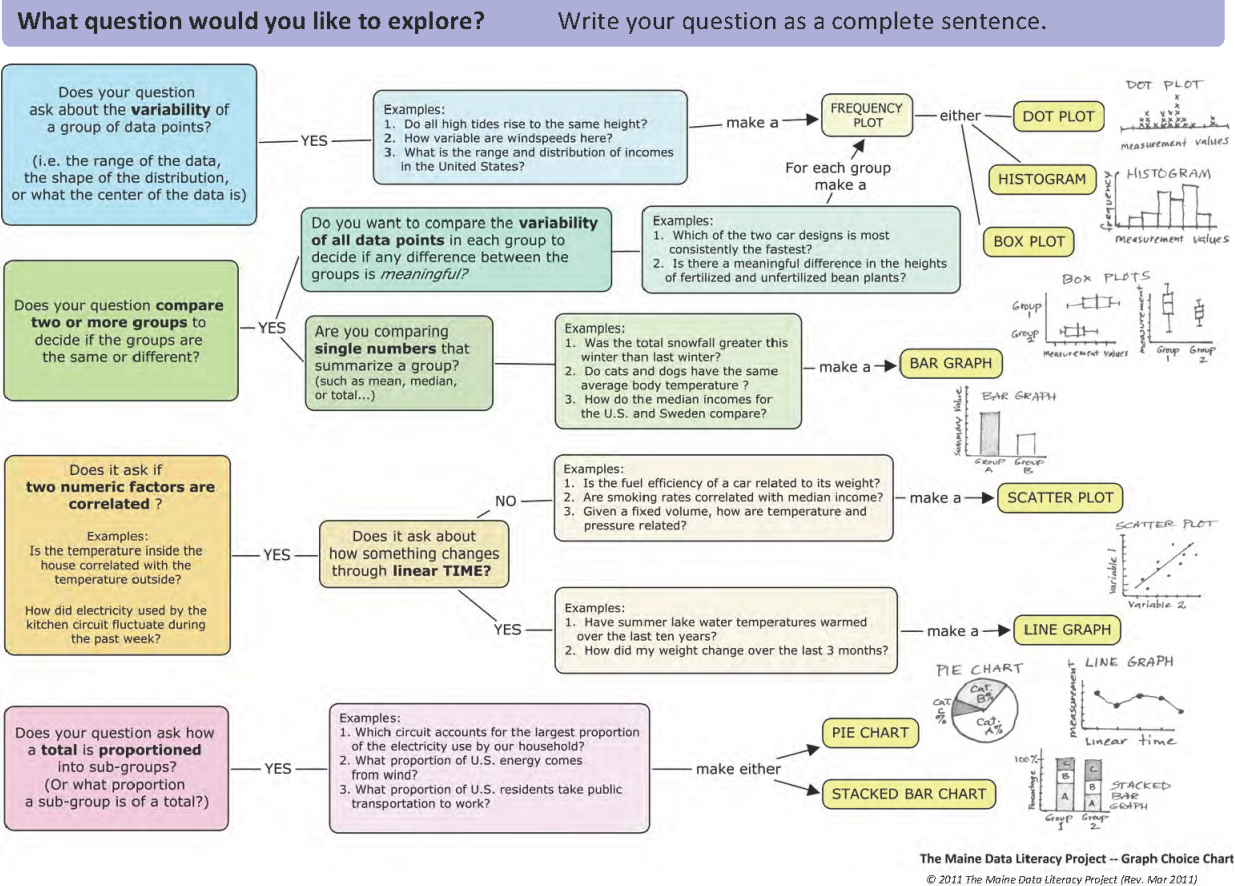 What question would you like to explore? Write your question as a complete sentence.
Does your question
ask about the variability of
a group of data points?
(i.e. the range of the data,
the shape of the distribution,
or what the center of the data is)
YES
Examples:
1. Do all high tides rise to the same height?
2. How variable are windspeeds here?
3. What is the range and distribution of incomes
in the United States?
make a
FREQUENCY
PLOT
either
DOT PLOT
HISTOGRAM
BOX PLOT
For each group
make a
DOT PLOT
measurement values
HISTOGRAM
frequency
measurement values
Does your question compare
two or more groups to
decide if the groups are
the same or different?
YES
Do you want to compare the variability
of all data points in each group to
decide if any difference between the
groups is meaningful?
Examples:
1. Which of the two car designs is most
consistently the fastest?
2. Is there a meaningful difference in the heights
of fertilized and unfertilized bean plants?
BOX PLOTS
Group
1
Group
2
Measurement Values
measurement
Group
1
Group
2
Are you comparing
single numbers that
summarize a group?
(such as mean, median,
or total...)
Examples:
1. Was the total snowfall greater this
winter than last winter?
2. Do cats and dogs have the same
average body temperature ?
3. How do the median incomes for
the U.S. and Sweden compare?
make a
BAR GRAPH
BAR GRAPH
Summary Value
Group
A
Group
B
Does it ask if
two numeric factors are
correlated ?
Examples:
Is the temperature inside the
house correlated with the
temperature outside?
How did electricity used by the
kitchen circuit fluctuate during
the past week?
YES
Does it ask about
how something changes
through linear TIME?
NO
Examples:
1. Is the fuel efficiency of a car related to its weight?
2. Are smoking rates correlated with median income?
3. Given a fixed volume, how are temperature and
pressure related?
make a
SCATTER PLOT
SCATTER PLOT
Variable 1
Variable 2
YES
Examples:
1. Have summer lake water temperatures warmed
over the last ten years?
2. How did my weight change over the last 3 months?
make a
LINE GRAPH
LINE GRAPH
measurement
Linear time
Does your question ask how
a total is proportioned
into sub-groups?
(Or what proportion
a sub-group is of a total?)
YES
Examples:
1. Which circuit accounts for the largest proportion
of the electricity use by our household?
2. What proportion of U.S. energy comes
from wind?
3. What proportion of U.S. residents take public
transportation to work?
make either
PIE CHART
STACKED BAR CHART
PIE CHART
Cat.
B%
Cat
C
%
Cat.
A%
100%
Percentage
C
B
A
C
B
A
Group
1
Group
2
STACKED
BAR
GRAPH
The Maine Data Literacy Project -- Graph Choice Chart
© 2011 The Maine Data Literacy Project (Rev. Mar 2011)